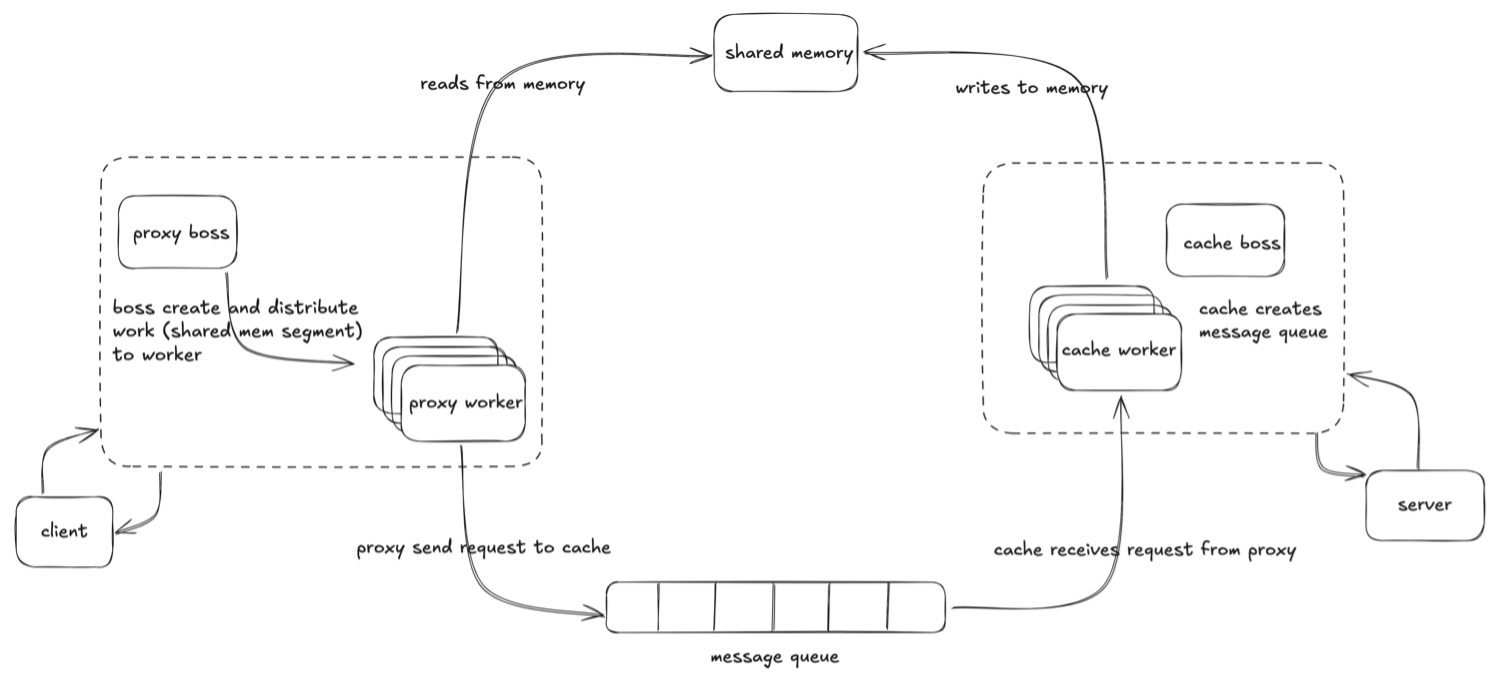 shared memory
reads from memory
writes to memory
proxy boss
cache boss
boss create and distribute
work (shared mem segment)
to worker
cache creates
message queue
cache worker
proxy worker
client
server
proxy send request to cache
cache receives request from proxy
message queue